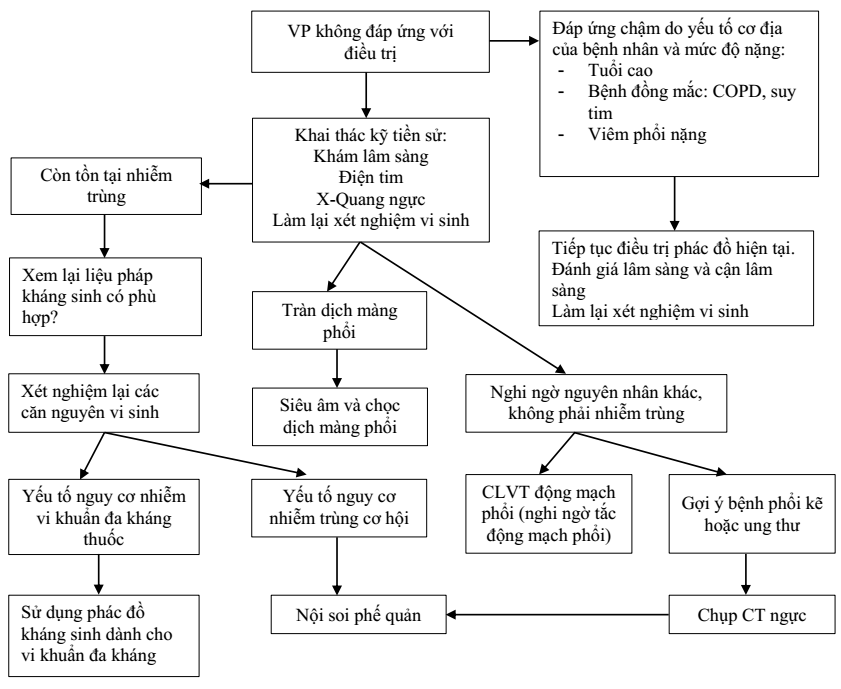 VP không đáp ứng với
điều trị
Đáp ứng chậm do yếu tố cơ địa
của bệnh nhân và mức độ nặng:
- Tuổi cao
- Bệnh đồng mắc: COPD, suy
tim
- Viêm phổi nặng
Khai thác kỹ tiền sử:
Khám lâm sàng
Điện tim
X-Quang ngực
Làm lại xét nghiệm vi sinh
Còn tồn tại nhiễm
trùng
Tiếp tục điều trị phác đồ hiện tại.
Đánh giá lâm sàng và cận lâm
sàng
Làm lại xét nghiệm vi sinh
Xem lại liệu pháp
kháng sinh có phù
hợp?
Tràn dịch màng
phổi
Xét nghiệm lại các
căn nguyên vi sinh
Siêu âm và chọc
dịch màng phổi
Nghi ngờ nguyên nhân khác,
không phải nhiễm trùng
Yếu tố nguy cơ nhiễm
vi khuẩn đa kháng
thuốc
Yếu tố nguy cơ
nhiễm trùng cơ hội
CLVT động mạch
phổi (nghi ngờ tắc
động mạch phổi)
Gợi ý bệnh phổi kẽ
hoặc ung thư
Sử dụng phác đồ
kháng sinh dành cho
vi khuẩn đa kháng
Nội soi phế quản
Chụp CT ngực